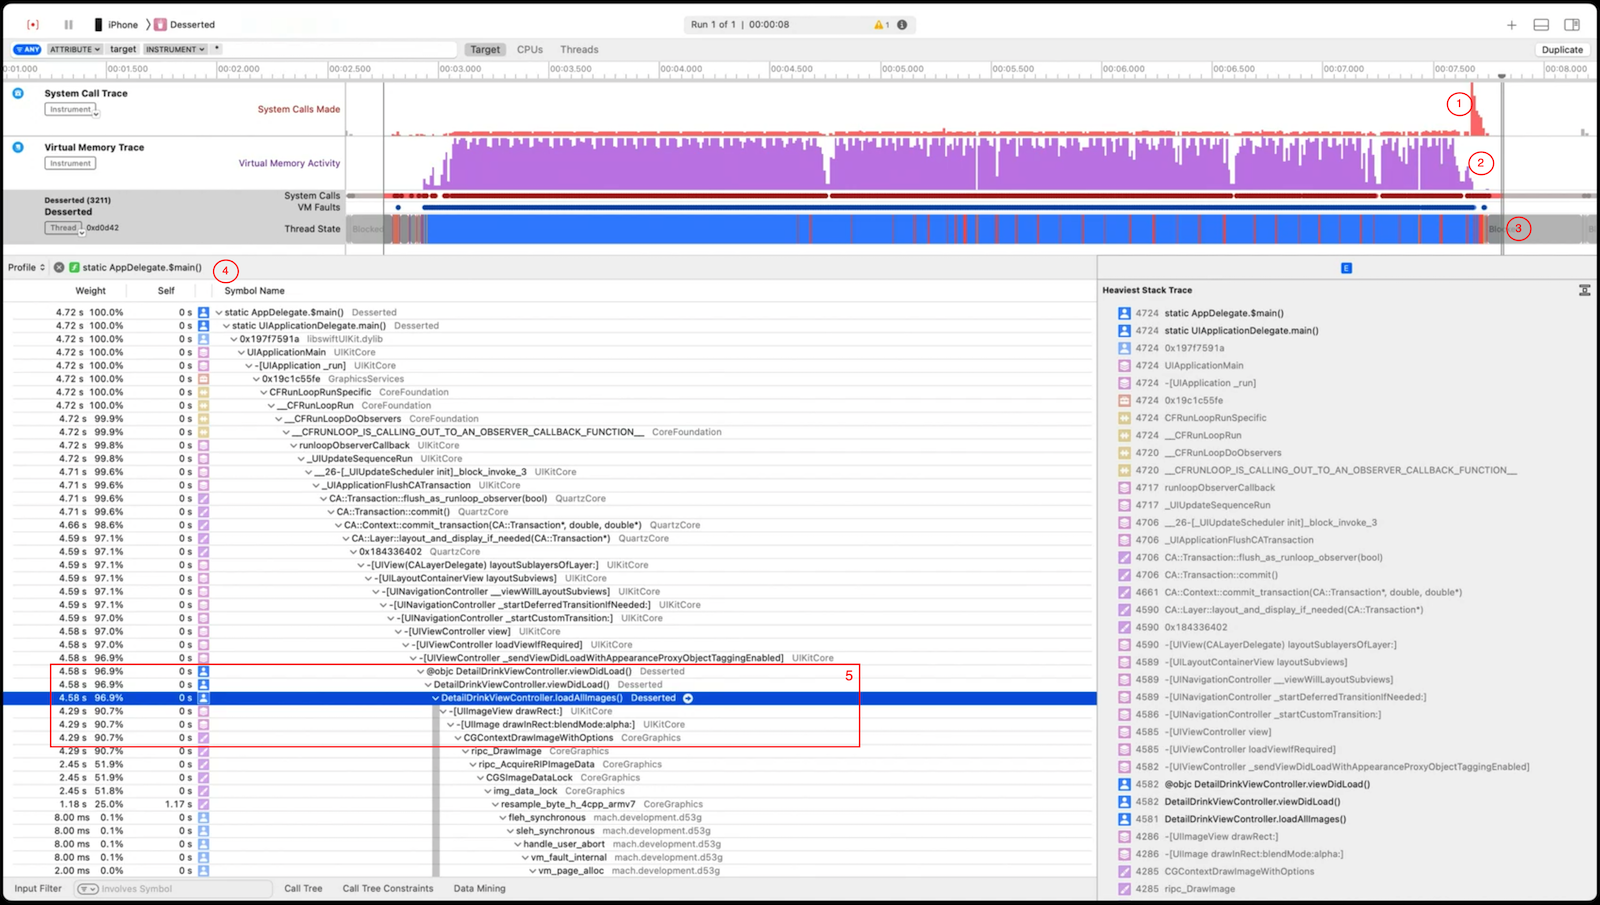 iPhone Dessserted
Run 1 of 1 | 00:00:08
1
ANY ATTRIBUTE target INSTRUMENT *
Target CPUs Threads
Duplicate
0:01.000 00:01.500 00:02.000 00:02.500 00:03.000 00:03.500 00:04.000 00:04.500 00:05.000 00:05.500 00:06.000 00:06.500 00:07.000 00:07.500 00:08.000
System Call Trace
Instrument
System Calls Made
1
Virtual Memory Trace
Instrument
Virtual Memory Activity
2
Dessserted (3211)
Dessserted
Thread 0xd0d42
System Calls
VM Faults
Thread State
Blocked
3
Profile static AppDelegate.$main()
4
E
Weight Self Symbol Name
4.72 s 100.0% 0 s static AppDelegate.$main() Dessserted
4.72 s 100.0% 0 s static UIApplicationDelegate.main() Dessserted
4.72 s 100.0% 0 s 0x197f7591a libswiftUIKit.dylib
4.72 s 100.0% 0 s UIApplicationMain UIKitCore
4.72 s 100.0% 0 s -[UIApplication _run] UIKitCore
4.72 s 100.0% 0 s 0x19c1c55fe GraphicsServices
4.72 s 100.0% 0 s CFRunLoopRunSpecific CoreFoundation
4.72 s 100.0% 0 s __CFRunLoopRun CoreFoundation
4.72 s 99.9% 0 s __CFRunLoopDoObservers CoreFoundation
4.72 s 99.9% 0 s __CFRUNLOOP_IS_CALLING_OUT_TO_AN_OBSERVER_CALLBACK_FUNCTION__ CoreFoundation
4.72 s 99.8% 0 s runloopObserverCallback UIKitCore
4.72 s 99.8% 0 s _UIUpdateSequenceRun UIKitCore
4.71 s 99.6% 0 s __26-[_UIUpdateScheduler init]_block_invoke_3 UIKitCore
4.71 s 99.6% 0 s _UIApplicationFlushCATransaction UIKitCore
4.71 s 99.6% 0 s CA::Transaction::flush_as_runloop_observer(bool) QuartzCore
4.71 s 99.6% 0 s CA::Transaction::commit() QuartzCore
4.66 s 98.6% 0 s CA::Context::commit_transaction(CA::Transaction*, double, double*) QuartzCore
4.59 s 97.1% 0 s CA::Layer::layout_and_display_if_needed(CA::Transaction*) QuartzCore
4.59 s 97.1% 0 s 0x184336402 QuartzCore
4.59 s 97.1% 0 s -[UIView(CALayerDelegate) layoutSublayersOfLayer:] UIKitCore
4.59 s 97.1% 0 s -[UILayoutContainerView layoutSubviews] UIKitCore
4.59 s 97.1% 0 s -[UINavigationController __viewWillLayoutSubviews] UIKitCore
4.59 s 97.1% 0 s -[UINavigationController _startDeferredTransitionIfNeeded:] UIKitCore
4.59 s 97.0% 0 s -[UINavigationController _startCustomTransition:] UIKitCore
4.58 s 97.0% 0 s -[UIViewController view] UIKitCore
4.58 s 97.0% 0 s -[UIViewController loadViewIfRequired] UIKitCore
4.58 s 96.9% 0 s -[UIViewController _sendViewDidLoadWithAppearanceProxyObjectTaggingEnabled] UIKitCore
4.58 s 96.9% 0 s @objc DetailDrinkViewController.viewDidLoad() Dessserted
5
4.58 s 96.9% 0 s DetailDrinkViewController.viewDidLoad() Dessserted
4.58 s 96.9% 0 s DetailDrinkViewController.loadAllImages() Dessserted
4.29 s 90.7% 0 s -[UIImageView drawRect:] UIKitCore
4.29 s 90.7% 0 s -[UIImage drawInRect:blendMode:alpha:] UIKitCore
4.29 s 90.7% 0 s CGContextDrawImageWithOptions CoreGraphics
4.29 s 90.7% 0 s ripc_DrawImage CoreGraphics
2.45 s 51.9% 0 s ripc_AcquireRIPImageData CoreGraphics
2.45 s 51.9% 0 s CGSImageDataLock CoreGraphics
2.45 s 51.8% 0 s img_data_lock CoreGraphics
1.18 s 25.0% 1.17 s resample_byte_h_4cpp_armv7 CoreGraphics
8.00 ms 0.1% 0 s fleh_synchronous mach.development.d53g
8.00 ms 0.1% 0 s sleh_synchronous mach.development.d53g
8.00 ms 0.1% 0 s handle_user_abort mach.development.d53g
8.00 ms 0.1% 0 s vm_fault_internal mach.development.d53g
2.00 ms 0.0% 0 s vm_page_alloc mach.development.d53g
Input Filter Involves Symbol Call Tree Call Tree Constraints Data Mining
Heaviest Stack Trace
4724 static AppDelegate.$main()
4724 static UIApplicationDelegate.main()
4724 0x197f7591a
4724 UIApplicationMain
4724 -[UIApplication _run]
4724 0x19c1c55fe
4724 CFRunLoopRunSpecific
4724 __CFRunLoopRun
4720 __CFRunLoopDoObservers
4720 __CFRUNLOOP_IS_CALLING_OUT_TO_AN_OBSERVER_CALLBACK_FUNCTION__
4717 runloopObserverCallback
4717 _UIUpdateSequenceRun
4706 __26-[_UIUpdateScheduler init]_block_invoke_3
4706 _UIApplicationFlushCATransaction
4706 CA::Transaction::flush_as_runloop_observer(bool)
4706 CA::Transaction::commit()
4661 CA::Context::commit_transaction(CA::Transaction*, double, double*)
4590 CA::Layer::layout_and_display_if_needed(CA::Transaction*)
4590 0x184336402
4590 -[UIView(CALayerDelegate) layoutSublayersOfLayer:]
4589 -[UILayoutContainerView layoutSubviews]
4589 -[UINavigationController __viewWillLayoutSubviews]
4589 -[UINavigationController _startDeferredTransitionIfNeeded:]
4586 -[UINavigationController _startCustomTransition:]
4585 -[UIViewController view]
4585 -[UIViewController loadViewIfRequired]
4582 -[UIViewController _sendViewDidLoadWithAppearanceProxyObjectTaggingEnabled]
4582 @objc DetailDrinkViewController.viewDidLoad()
4582 DetailDrinkViewController.viewDidLoad()
4581 DetailDrinkViewController.loadAllImages()
4286 -[UIImageView drawRect:]
4286 -[UIImage drawInRect:blendMode:alpha:]
4285 CGContextDrawImageWithOptions
4285 ripc_DrawImage